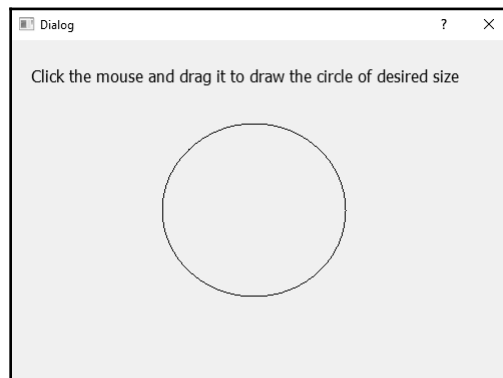 Dialog ?
Click the mouse and drag it to draw the circle of desired size